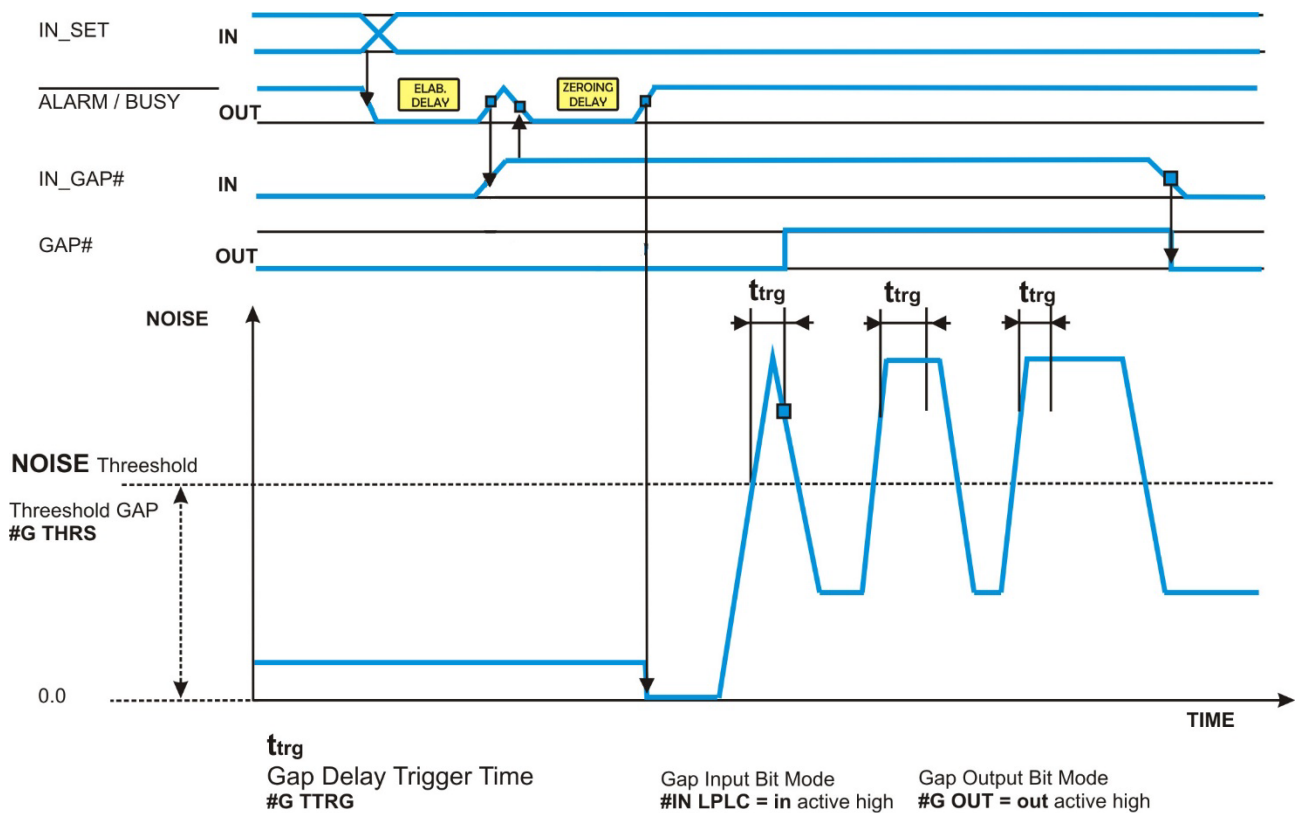 IN_SET IN
ALARM / BUSY OUT
ELAB.
DELAY
ZEROING
DELAY
IN_GAP# IN
GAP# OUT
ttrg ttrg ttrg
NOISE
NOISE Threeshold
Threeshold GAP
#G THRS
0.0
TIME
ttrg
Gap Delay Trigger Time
#G TTRG
Gap Input Bit Mode
#IN LPLC = in active high
Gap Output Bit Mode
#G OUT = out active high